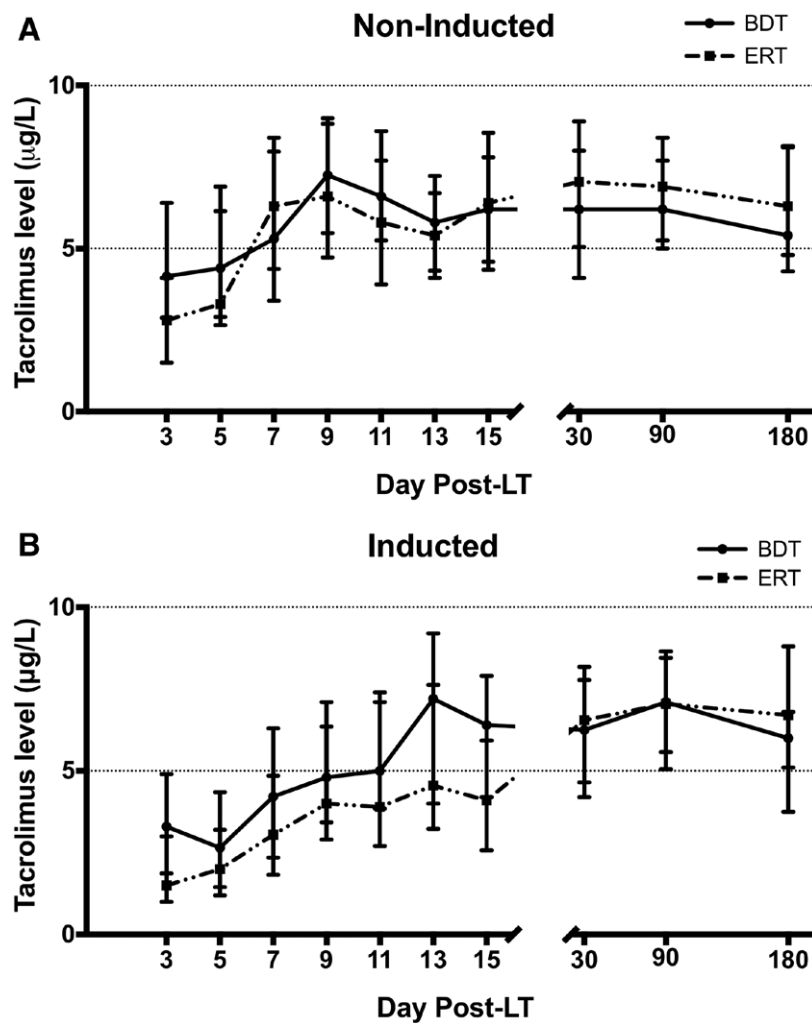 A
Non-Inducted
BDT
ERT
Tacrolimus level (µg/L)
10
5
0
3 5 7 9 11 13 15 30 90 180
Day Post-LT
B
Inducted
BDT
ERT
Tacrolimus level (µg/L)
10
5
0
3 5 7 9 11 13 15 30 90 180
Day Post-LT